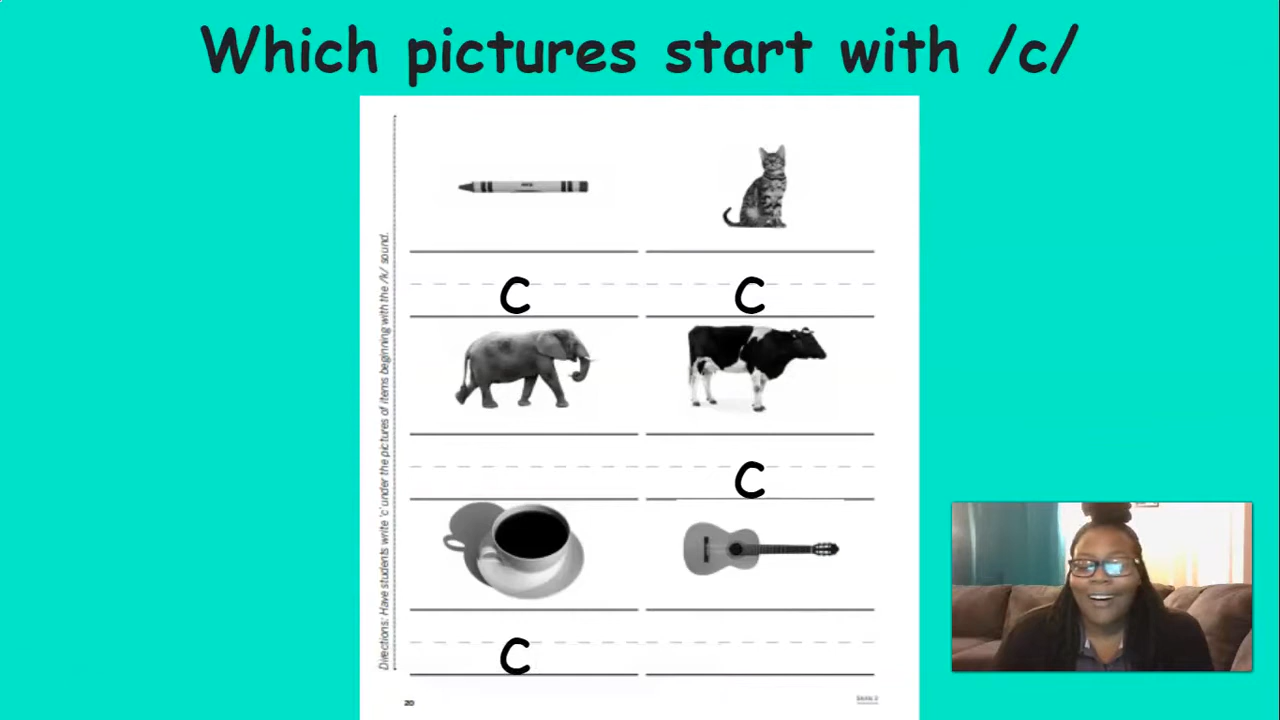 Which pictures start with /c/
Directions: Have students write 'c' under the pictures of items beginning with the /k/ sound.
c c
c
c
20